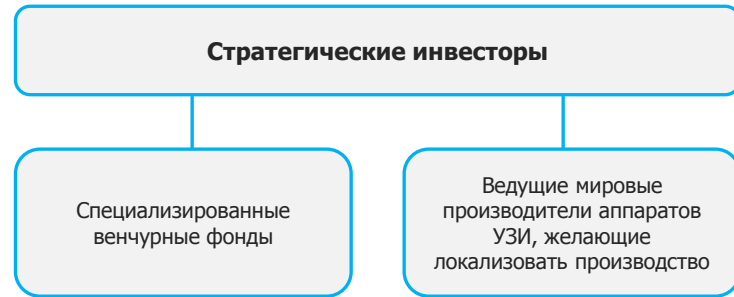 Стратегические инвесторы
Специализированные
венчурные фонды
Ведущие мировые
производители аппаратов
УЗИ, желающие
локализовать производство